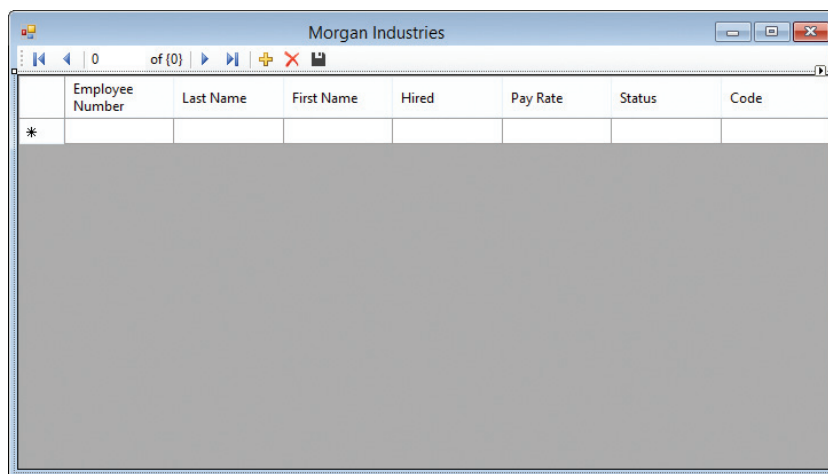 Morgan Industries
0 of {0}
Employee Number Last Name First Name Hired Pay Rate Status Code